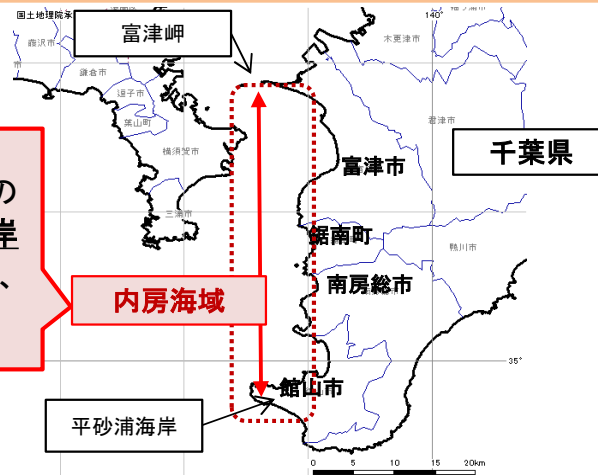 国土地理院承
富津岬
140°
藤沢市
鎌倉市
逗子市
葉山町
横須賀市
三浦市
木更津市
君津市
千葉県
富津市
の
岸
、
鋸南町
鴨川市
南房総市
内房海域
35°
館山市
平砂浦海岸
0 5 10 15 20km